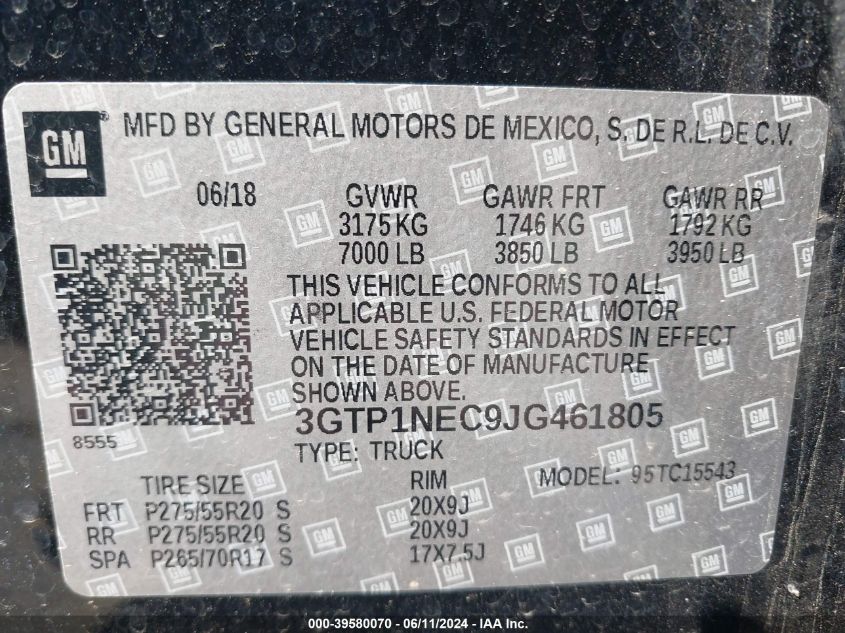 GM MFD BY GENERAL MOTORS DE MEXICO, S. DE R.L. DE C.V.
06/18 GVWR GAWR FRT GAWR RR
3175 KG 1746 KG 1792 KG
7000 LB 3850 LB 3950 LB
THIS VEHICLE CONFORMS TO ALL
APPLICABLE U.S. FEDERAL MOTOR
VEHICLE SAFETY STANDARDS IN EFFECT
ON THE DATE OF MANUFACTURE
SHOWN ABOVE.
3GTP1NEC9JG461805
8555
TYPE: TRUCK
TIRE SIZE RIM MODEL: 95TC15543
FRT P275/55R20 S 20X9J
RR P275/55R20 S 20X9J
SPA P265/70R17 S 17X7.5J
000-39580070 - 06/11/2024 - IAA Inc.